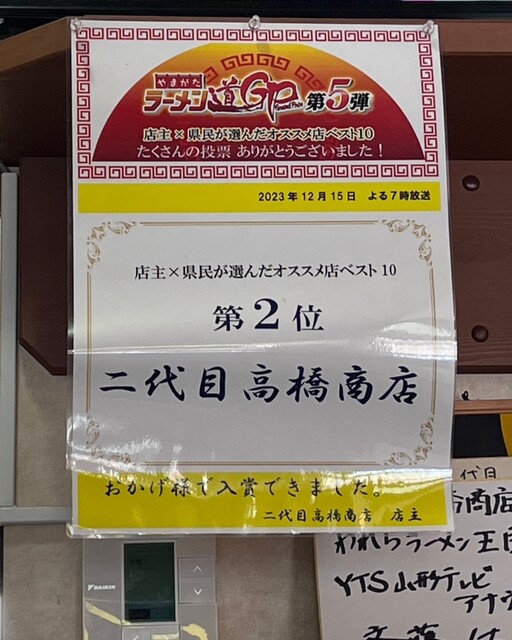 やまがた
ラーメン道GP 第5弾
Grand Prix
店主×県民が選んだオススメ店ベスト10
たくさんの投票 ありがとうございました！
2023年12月15日 よる7時放送
店主×県民が選んだオススメ店ベスト10
第2位
二代目高橋商店
おかげ様で入賞できました。
二代目高橋商店 店主
DAIKIN
代目
商店
われらラーメン王国
YTS山形テレビ
アナウ